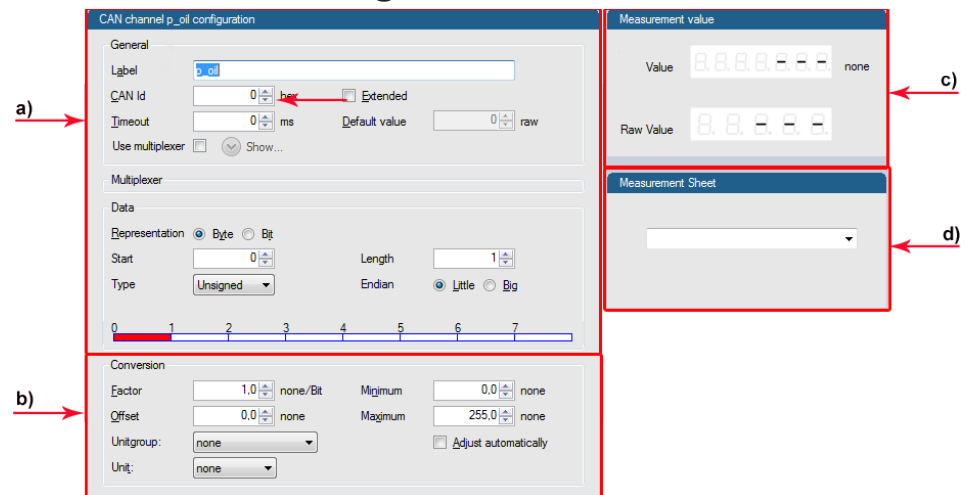 CAN channel p_oil configuration
General
Label p_oil
CAN Id 0 hex Extended
Timeout 0 ms Default value 0 raw
Use multiplexer Show...
Multiplexer
Data
Representation Byte Bit
Start 0 Length 1
Type Unsigned Endian Little Big
0 1 2 3 4 5 6 7
a)
Conversion
Factor 1,0 none/Bit Minimum 0,0 none
Offset 0,0 none Maximum 255,0 none
Unitgroup: none Adjust automatically
Unit: none
b)
Measurement value
Value none
Raw Value
c)
Measurement Sheet
d)